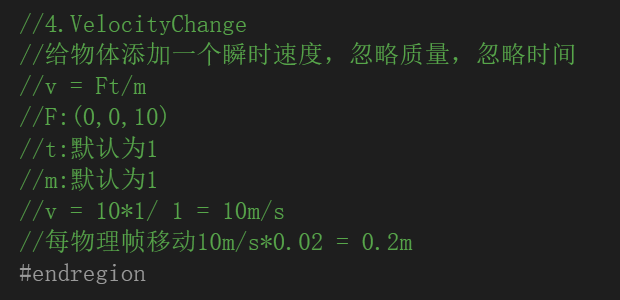 //4.VelocityChange
//给物体添加一个瞬时速度，忽略质量，忽略时间
//v = Ft/m
//F:(0,0,10)
//t:默认为1
//m:默认为1
//v = 10*1/ 1 = 10m/s
//每物理帧移动10m/s*0.02 = 0.2m
#endregion